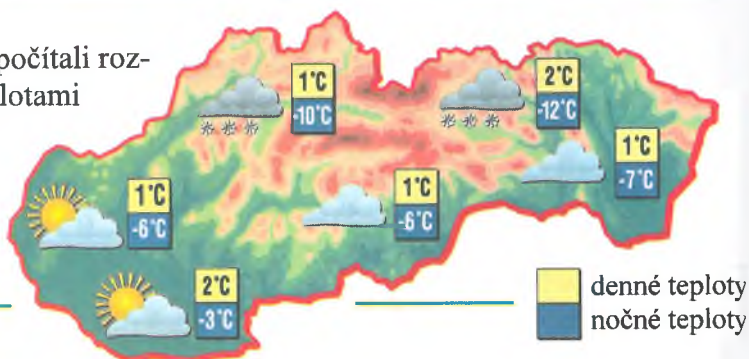 počítali roz-
lotami
1°C
-10°C
2°C
-12°C
1°C
-7°C
1°C
-6°C
1°C
-6°C
2°C
-3°C
denné teploty
nočné teploty